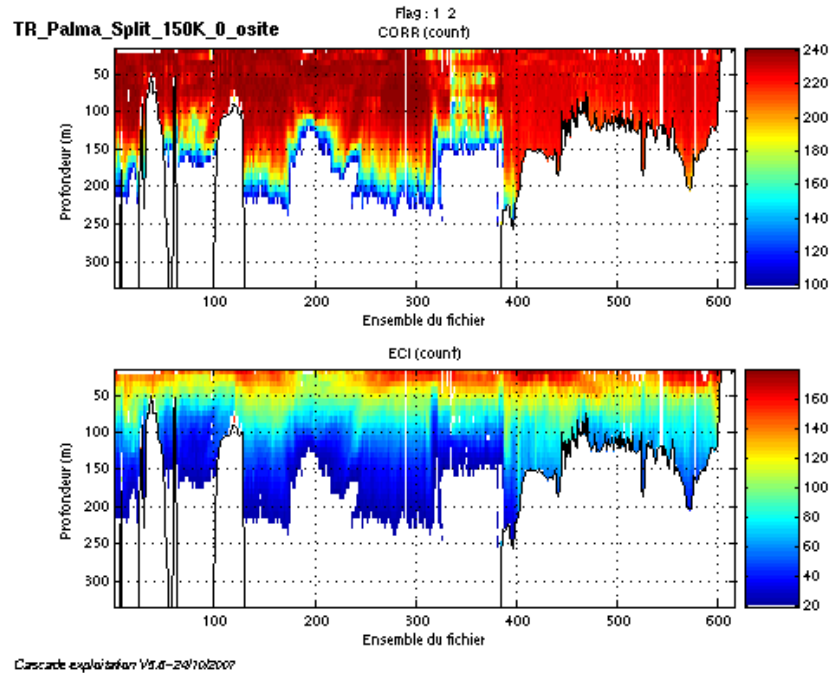 TR_Palma_Split_150K_0_osite
Flag : 1 2
CORR (count)
50
100
150
200
250
300
Profondeur (m)
100 200 300 400 500 600
Ensemble du fichier
240
220
200
180
160
140
120
100
ECI (count)
50
100
150
200
250
300
Profondeur (m)
100 200 300 400 500 600
Ensemble du fichier
160
140
120
100
80
60
40
20
Cascade exploitation V5.6-24/10/2007